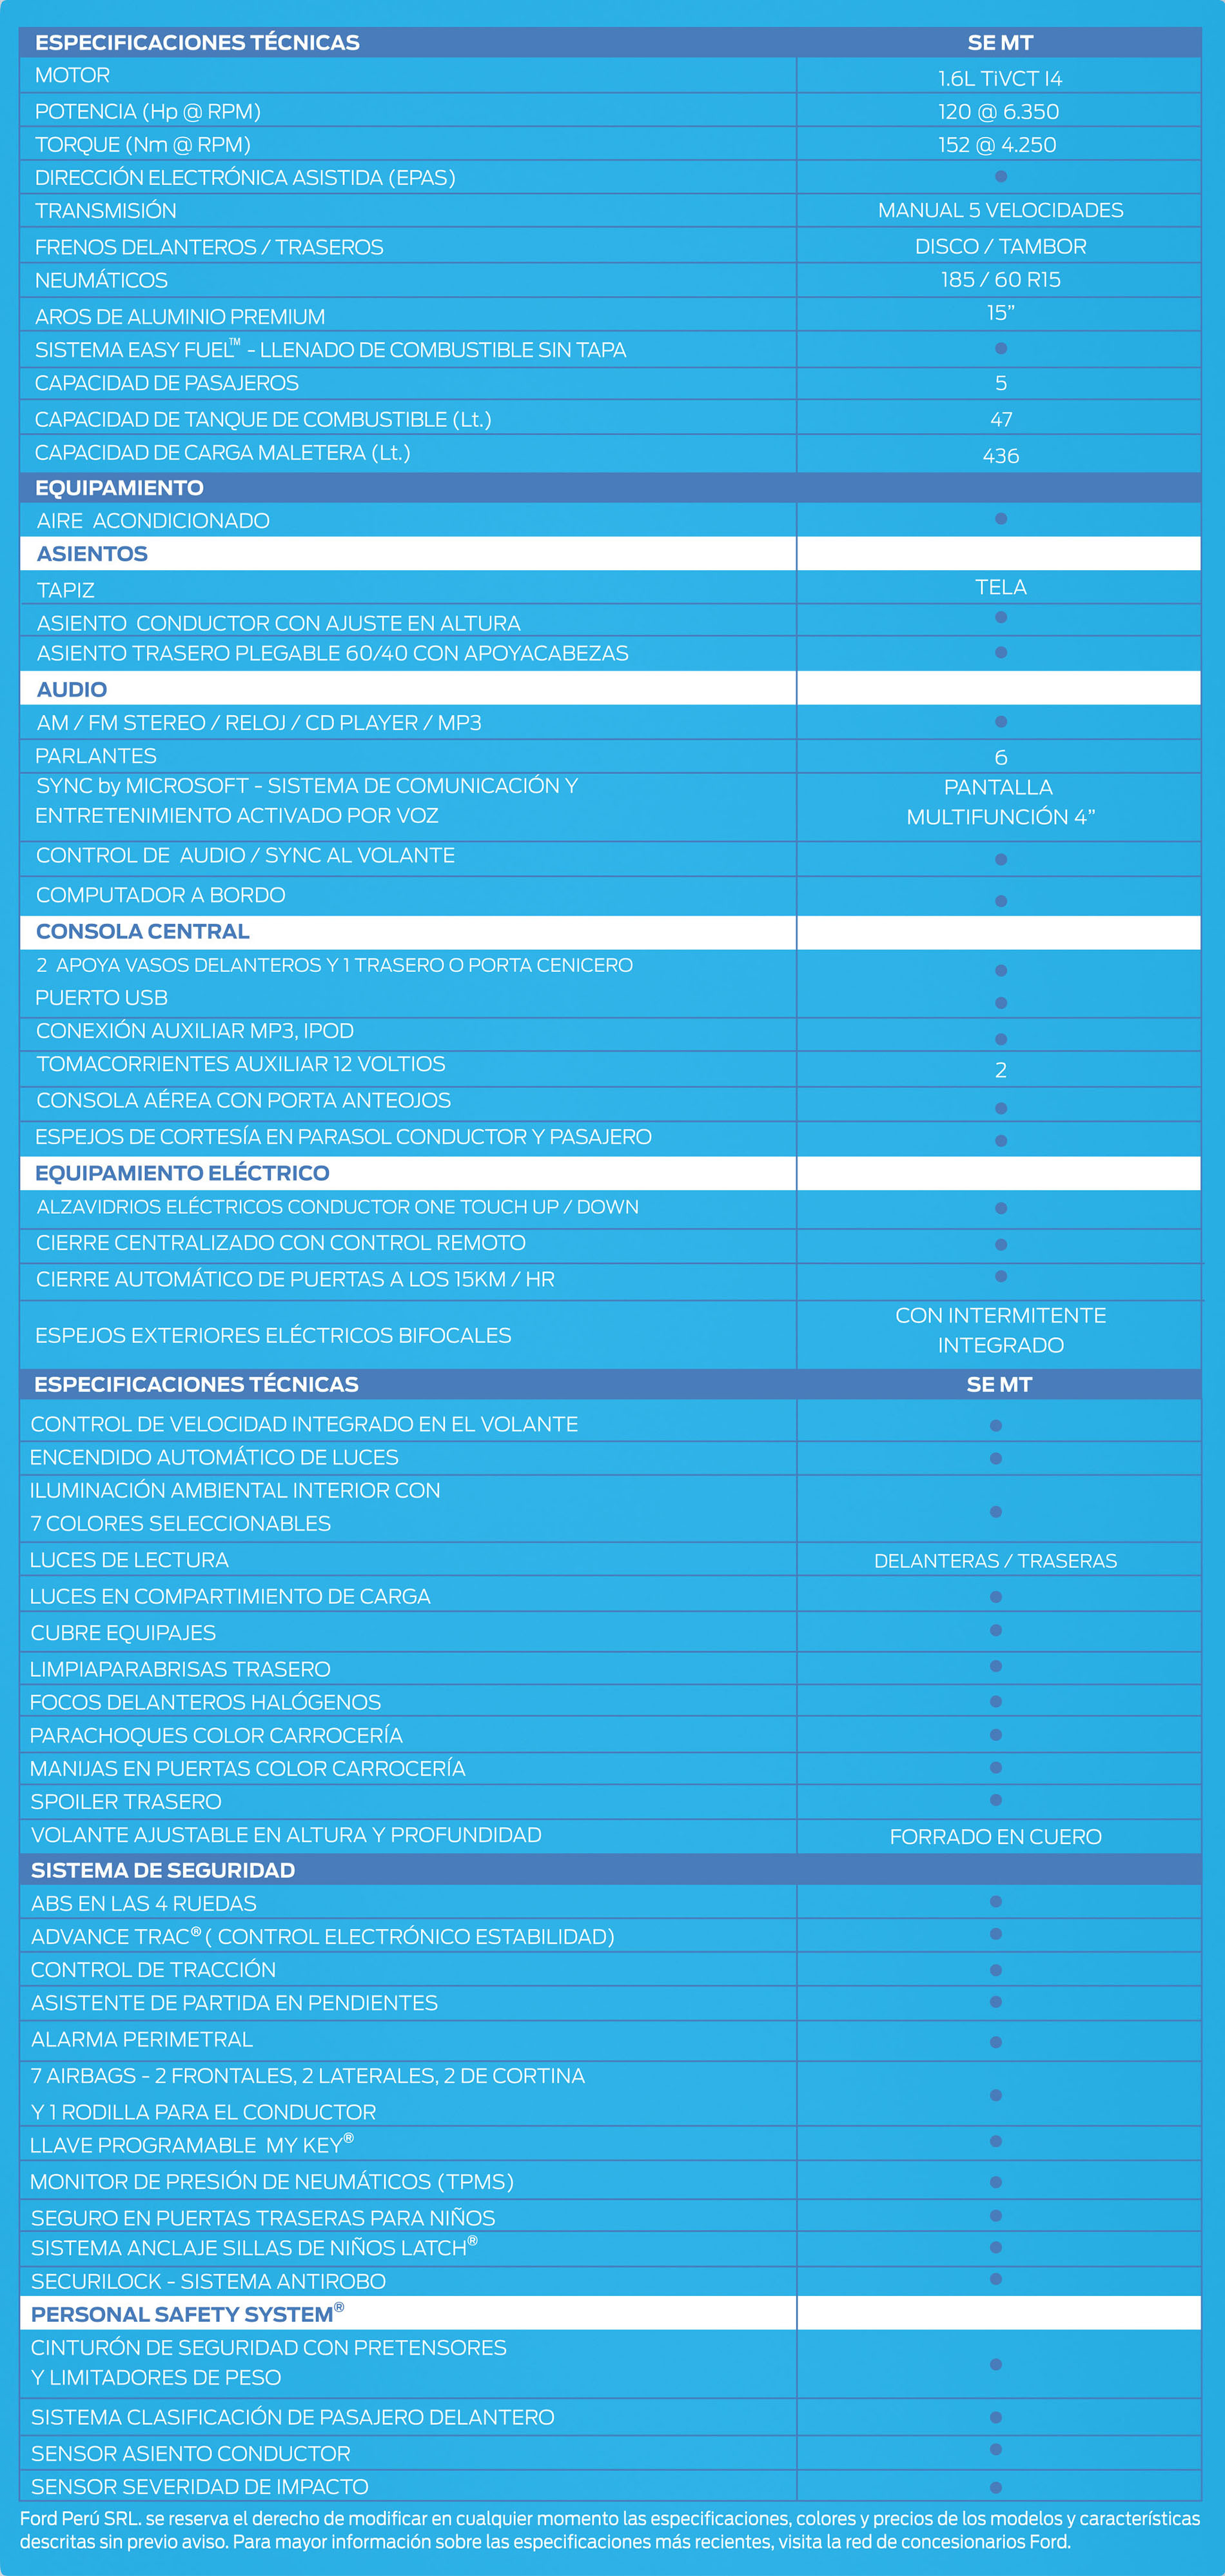 ESPECIFICACIONES TÉCNICAS SE MT
MOTOR 1.6L TiVCT I4
POTENCIA (Hp @ RPM) 120 @ 6.350
TORQUE (Nm @ RPM) 152 @ 4.250
DIRECCIÓN ELECTRÓNICA ASISTIDA (EPAS) ●
TRANSMISIÓN MANUAL 5 VELOCIDADES
FRENOS DELANTEROS / TRASEROS DISCO / TAMBOR
NEUMÁTICOS 185 / 60 R15
AROS DE ALUMINIO PREMIUM 15”
SISTEMA EASY FUEL™ - LLENADO DE COMBUSTIBLE SIN TAPA ●
CAPACIDAD DE PASAJEROS 5
CAPACIDAD DE TANQUE DE COMBUSTIBLE (Lt.) 47
CAPACIDAD DE CARGA MALETERA (Lt.) 436
EQUIPAMIENTO
AIRE ACONDICIONADO ●
ASIENTOS
TAPIZ TELA
ASIENTO CONDUCTOR CON AJUSTE EN ALTURA ●
ASIENTO TRASERO PLEGABLE 60/40 CON APOYACABEZAS ●
AUDIO
AM / FM STEREO / RELOJ / CD PLAYER / MP3 ●
PARLANTES 6
SYNC by MICROSOFT - SISTEMA DE COMUNICACIÓN Y PANTALLA
ENTRETENIMIENTO ACTIVADO POR VOZ MULTIFUNCIÓN 4”
CONTROL DE AUDIO / SYNC AL VOLANTE ●
COMPUTADOR A BORDO ●
CONSOLA CENTRAL
2 APOYA VASOS DELANTEROS Y 1 TRASERO O PORTA CENICERO ●
PUERTO USB ●
CONEXIÓN AUXILIAR MP3, IPOD ●
TOMACORRIENTES AUXILIAR 12 VOLTIOS 2
CONSOLA AÉREA CON PORTA ANTEOJOS ●
ESPEJOS DE CORTESÍA EN PARASOL CONDUCTOR Y PASAJERO ●
EQUIPAMIENTO ELÉCTRICO
ALZAVIDRIOS ELÉCTRICOS CONDUCTOR ONE TOUCH UP / DOWN ●
CIERRE CENTRALIZADO CON CONTROL REMOTO ●
CIERRE AUTOMÁTICO DE PUERTAS A LOS 15KM / HR ●
ESPEJOS EXTERIORES ELÉCTRICOS BIFOCALES CON INTERMITENTE
INTEGRADO
ESPECIFICACIONES TÉCNICAS SE MT
CONTROL DE VELOCIDAD INTEGRADO EN EL VOLANTE ●
ENCENDIDO AUTOMÁTICO DE LUCES ●
ILUMINACIÓN AMBIENTAL INTERIOR CON
7 COLORES SELECCIONABLES ●
LUCES DE LECTURA DELANTERAS / TRASERAS
LUCES EN COMPARTIMIENTO DE CARGA ●
CUBRE EQUIPAJES ●
LIMPIAPARABRISAS TRASERO ●
FOCOS DELANTEROS HALÓGENOS ●
PARACHOQUES COLOR CARROCERÍA ●
MANIJAS EN PUERTAS COLOR CARROCERÍA ●
SPOILER TRASERO ●
VOLANTE AJUSTABLE EN ALTURA Y PROFUNDIDAD FORRADO EN CUERO
SISTEMA DE SEGURIDAD
ABS EN LAS 4 RUEDAS ●
ADVANCE TRAC® ( CONTROL ELECTRÓNICO ESTABILIDAD) ●
CONTROL DE TRACCIÓN ●
ASISTENTE DE PARTIDA EN PENDIENTES ●
ALARMA PERIMETRAL ●
7 AIRBAGS - 2 FRONTALES, 2 LATERALES, 2 DE CORTINA
Y 1 RODILLA PARA EL CONDUCTOR ●
LLAVE PROGRAMABLE MY KEY® ●
MONITOR DE PRESIÓN DE NEUMÁTICOS (TPMS) ●
SEGURO EN PUERTAS TRASERAS PARA NIÑOS ●
SISTEMA ANCLAJE SILLAS DE NIÑOS LATCH® ●
SECURILOCK - SISTEMA ANTIROBO ●
PERSONAL SAFETY SYSTEM®
CINTURÓN DE SEGURIDAD CON PRETENSORES
Y LIMITADORES DE PESO ●
SISTEMA CLASIFICACIÓN DE PASAJERO DELANTERO ●
SENSOR ASIENTO CONDUCTOR ●
SENSOR SEVERIDAD DE IMPACTO ●
Ford Perú SRL. se reserva el derecho de modificar en cualquier momento las especificaciones, colores y precios de los modelos y características
descritas sin previo aviso. Para mayor información sobre las especificaciones más recientes, visita la red de concesionarios Ford.